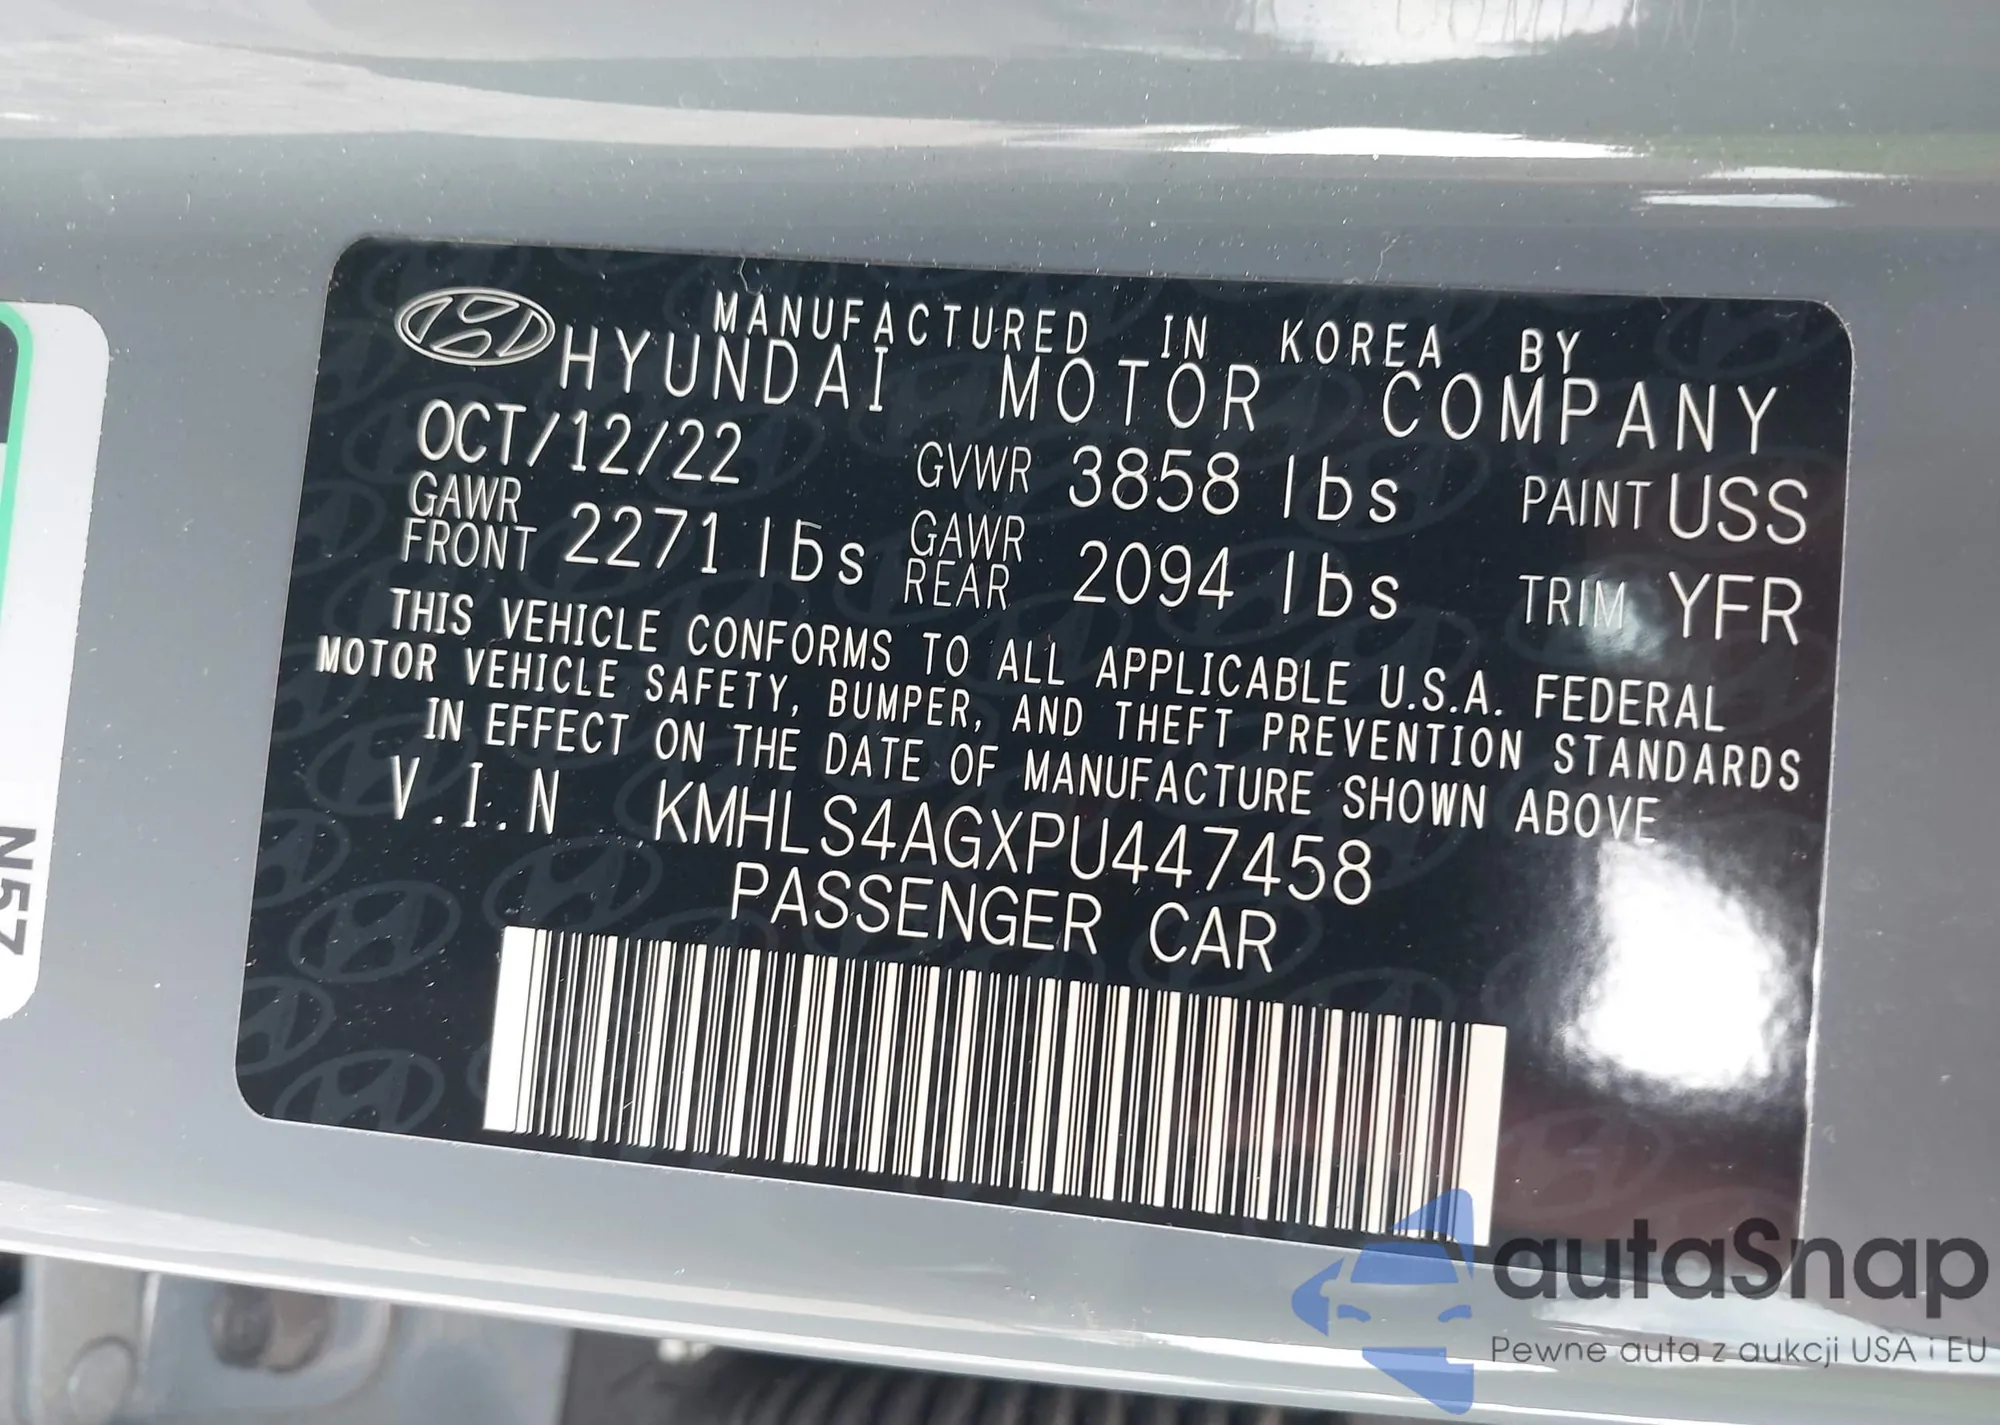 MANUFACTURED IN KOREA BY
HYUNDAI MOTOR COMPANY
OCT/12/22 GVWR 3858 lbs PAINT USS
GAWR FRONT 2271 lbs GAWR REAR 2094 lbs TRIM YFR
THIS VEHICLE CONFORMS TO ALL APPLICABLE U.S.A. FEDERAL
MOTOR VEHICLE SAFETY, BUMPER, AND THEFT PREVENTION STANDARDS
IN EFFECT ON THE DATE OF MANUFACTURE SHOWN ABOVE
V.I.N KMHLS4AGXPU447458
PASSENGER CAR
N57
autaSnap
Pewne auta z aukcji USA i EU